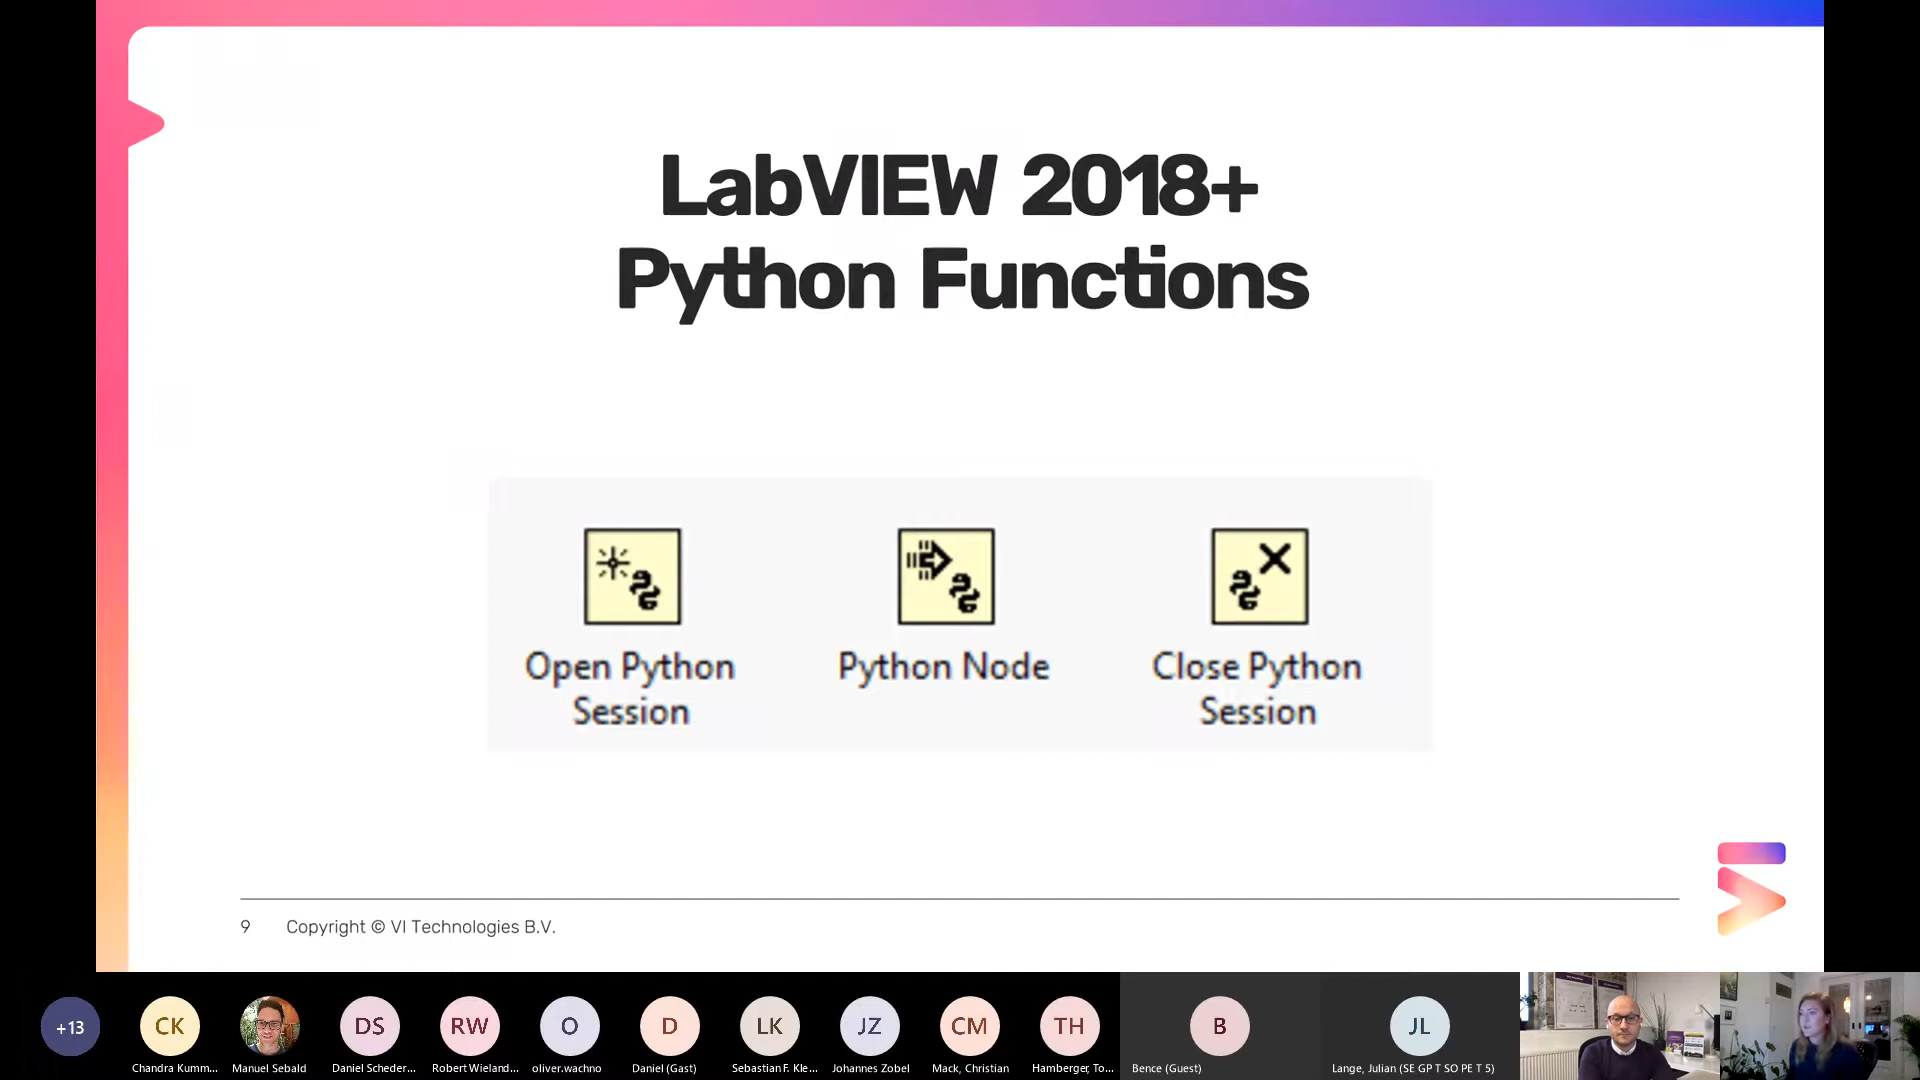 LabVIEW 2018+
Python Functions
Open Python
Session
Python Node
Close Python
Session
9
Copyright © VI Technologies B.V.
+13
CK
DS
RW
O
D
LK
JZ
CM
TH
B
JL
Chandra Kumm...
Manuel Sebald
Daniel Scheder...
Robert Wieland...
oliver.wachno
Daniel (Gast)
Sebastian F. Kle...
Johannes Zobel
Mack, Christian
Hamberger, To...
Bence (Guest)
Lange, Julian (SE GP T SO PE T 5)